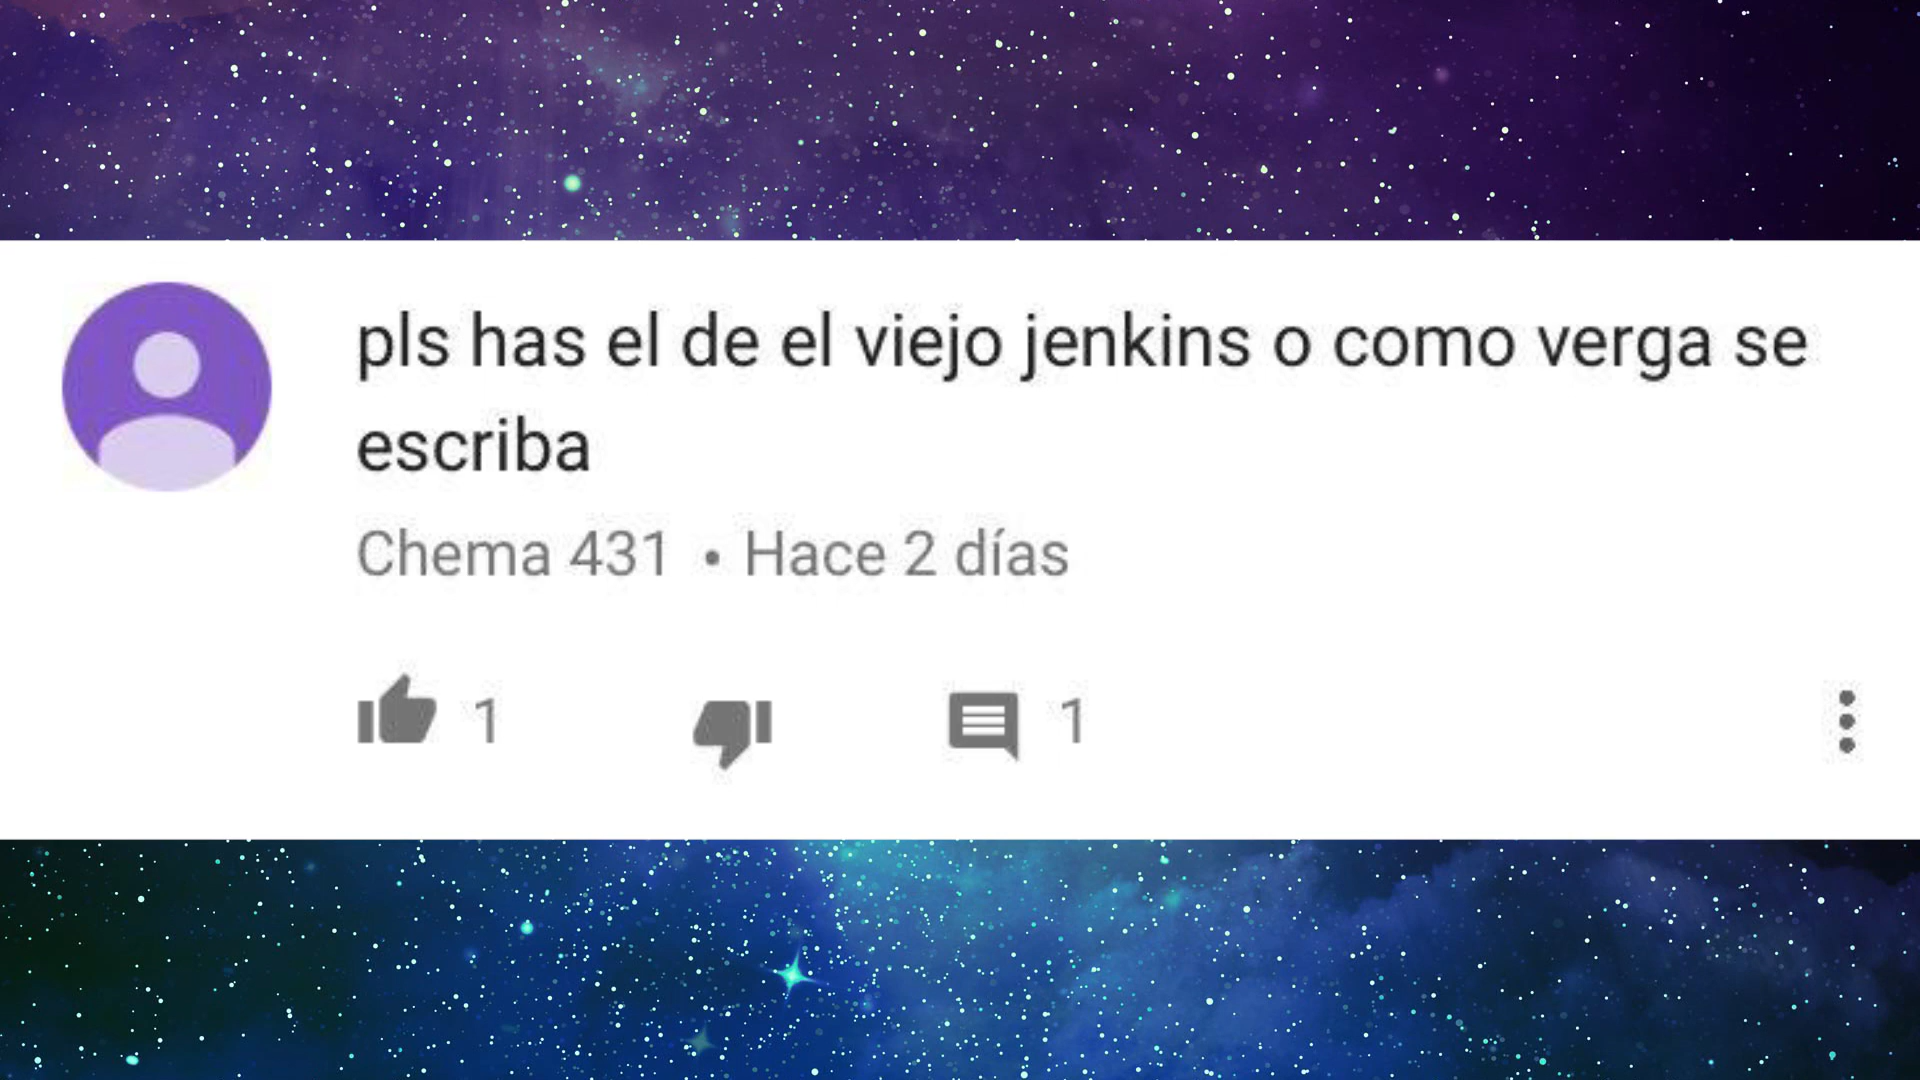 pls has el de el viejo jenkins o como verga se
escriba
Chema 431 • Hace 2 días
1 1